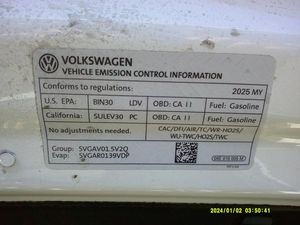 VOLKSWAGEN
VEHICLE EMISSION CONTROL INFORMATION
Conforms to regulations: 2025 MY
U.S. EPA: BIN30 LDV OBD: CA II Fuel: Gasoline
California: SULEV30 PC OBD: CA II Fuel: Gasoline
No adjustments needed. CAC/DFI/AIR/TC/WR-HO2S/
WU-TWC/HO2S/TWC
Group: SVGAV01.5V2Q
Evap: SVGAR0139VDP
2024/01/02 03:50:41